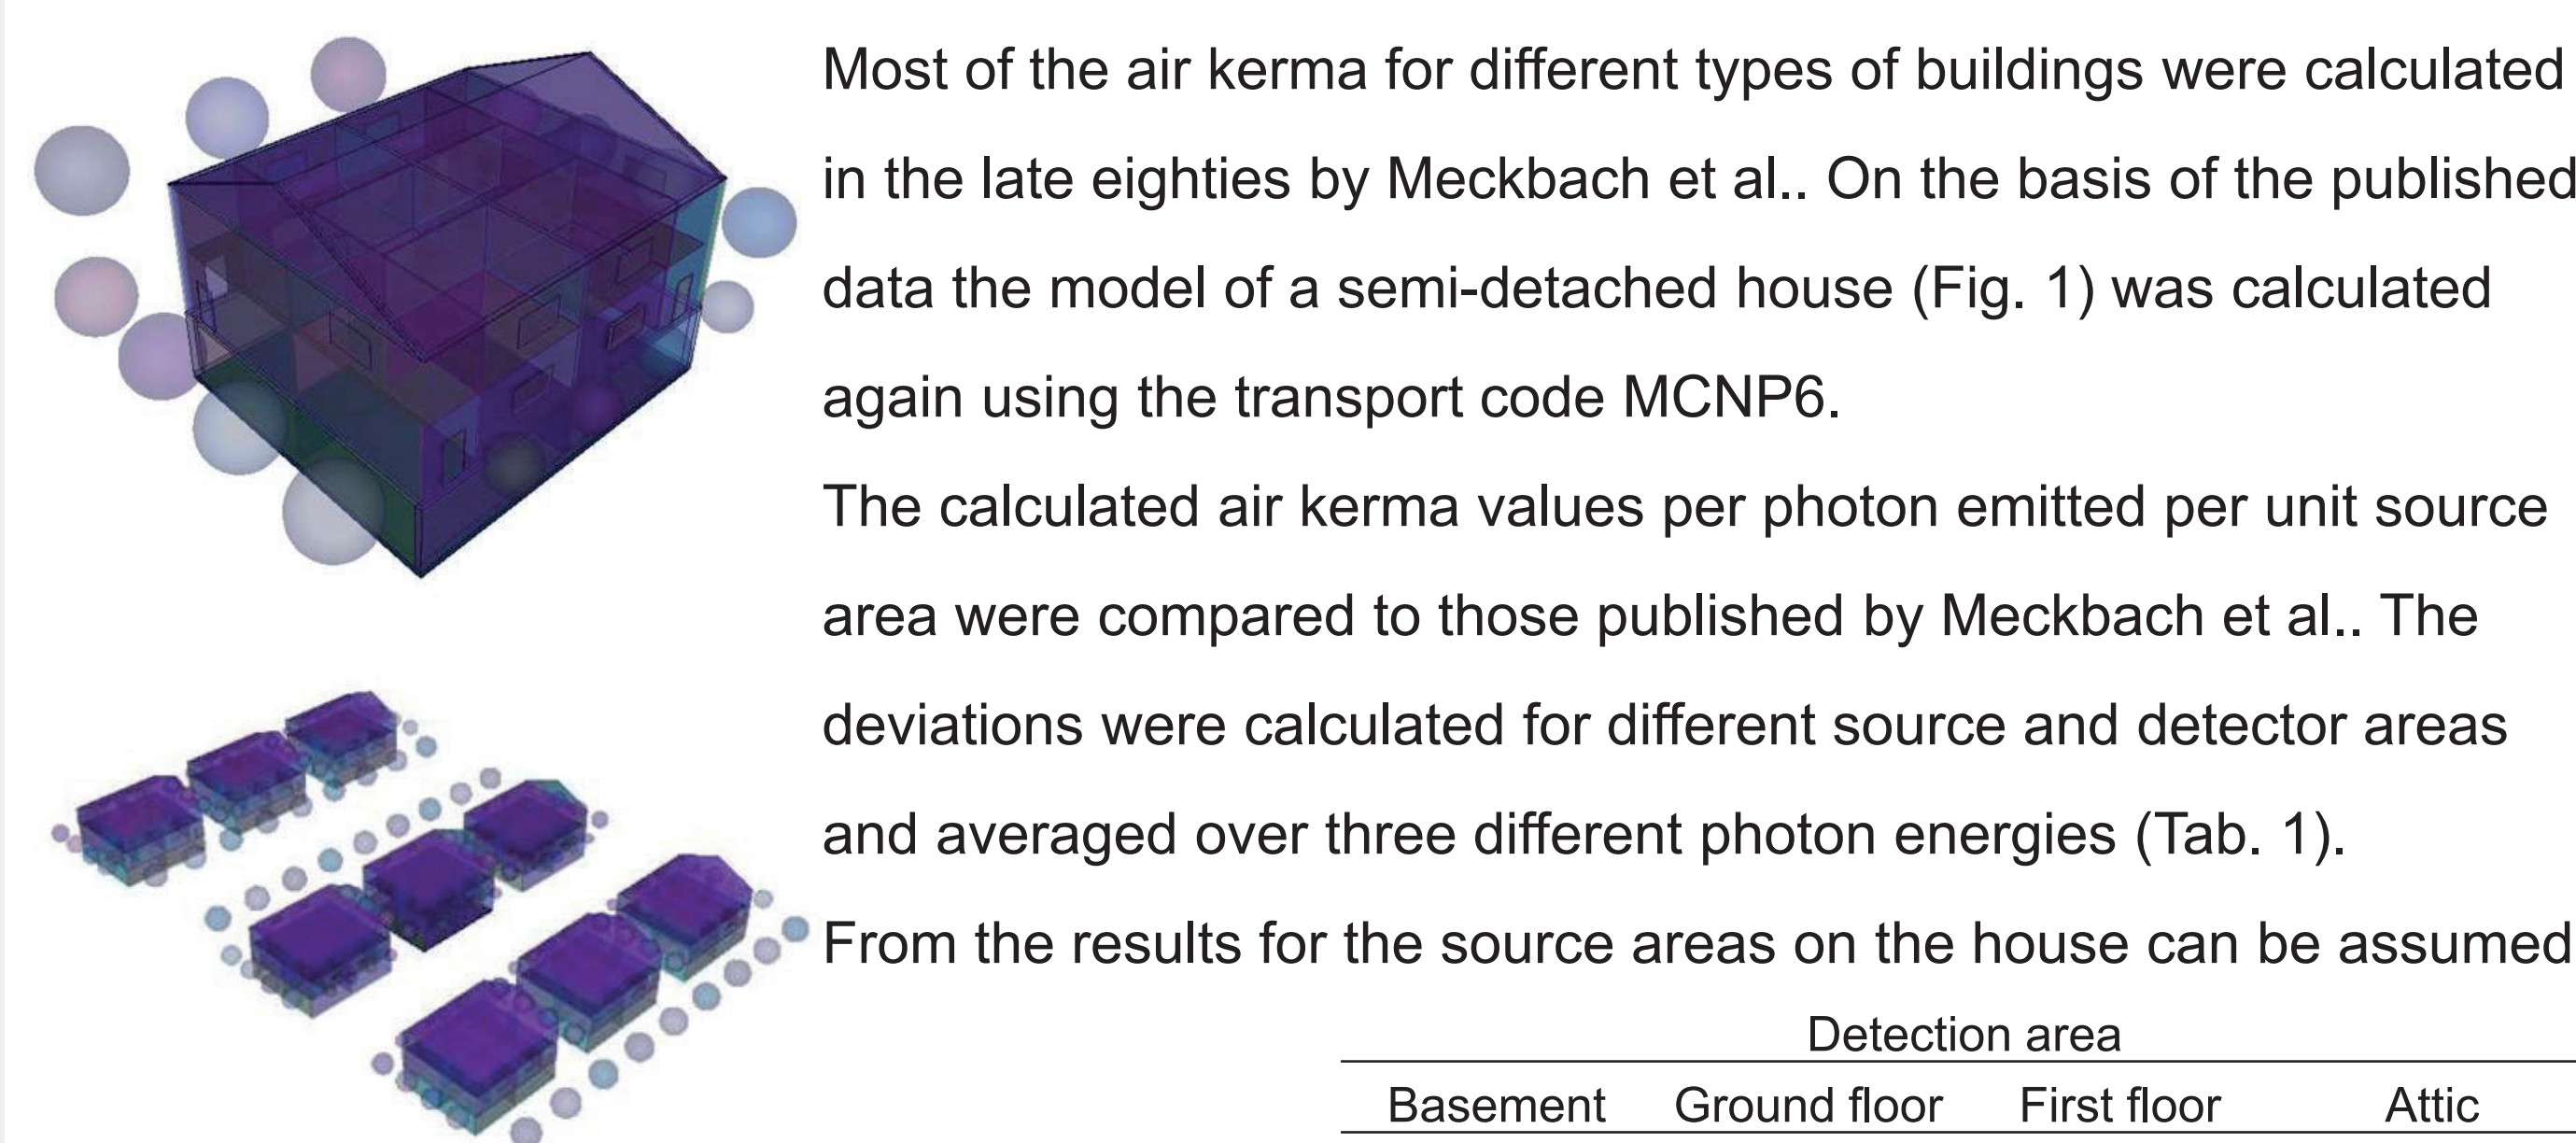 Most of the air kerma for different types of buildings were calculated
in the late eighties by Meckbach et al.. On the basis of the published
data the model of a semi-detached house (Fig. 1) was calculated
again using the transport code MCNP6.
The calculated air kerma values per photon emitted per unit source
area were compared to those published by Meckbach et al.. The
deviations were calculated for different source and detector areas
and averaged over three different photon energies (Tab. 1).
From the results for the source areas on the house can be assumed
Detection area
Basement Ground floor First floor Attic